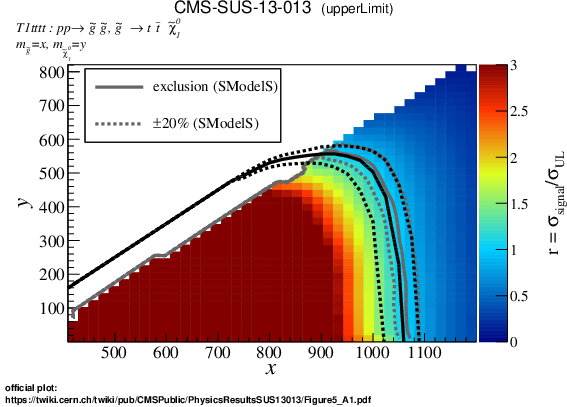 CMS-SUS-13-013 (upperLimit)
T1tttt : pp→ g̃ g̃, g̃ → t t̄ χ̃₁⁰
m_g̃=x, m_χ̃₁⁰=y
exclusion (SModelS)
±20% (SModelS)
y
800
700
600
500
400
300
200
100
500 600 700 800 900 1000 1100
x
3
2.5
2
1.5
1
0.5
0
r = σ_signal/σ_UL
official plot:
https://twiki.cern.ch/twiki/pub/CMSPublic/PhysicsResultsSUS13013/Figure5_A1.pdf